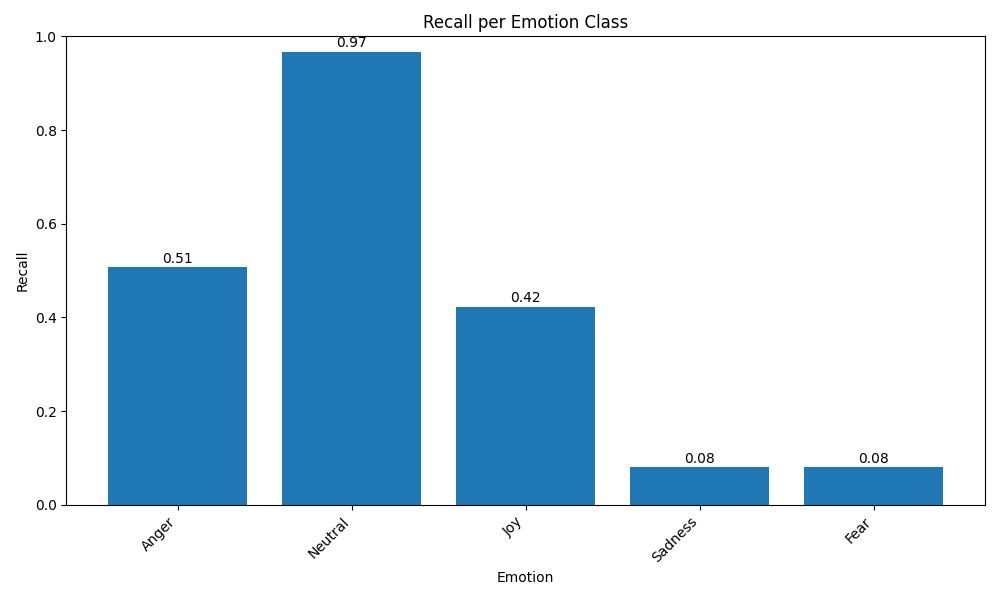 Recall per Emotion Class
1.0
0.97
0.8
0.6
0.51
0.42
0.4
0.2
0.08
0.08
0.0
Recall
Anger
Neutral
Joy
Sadness
Fear
Emotion